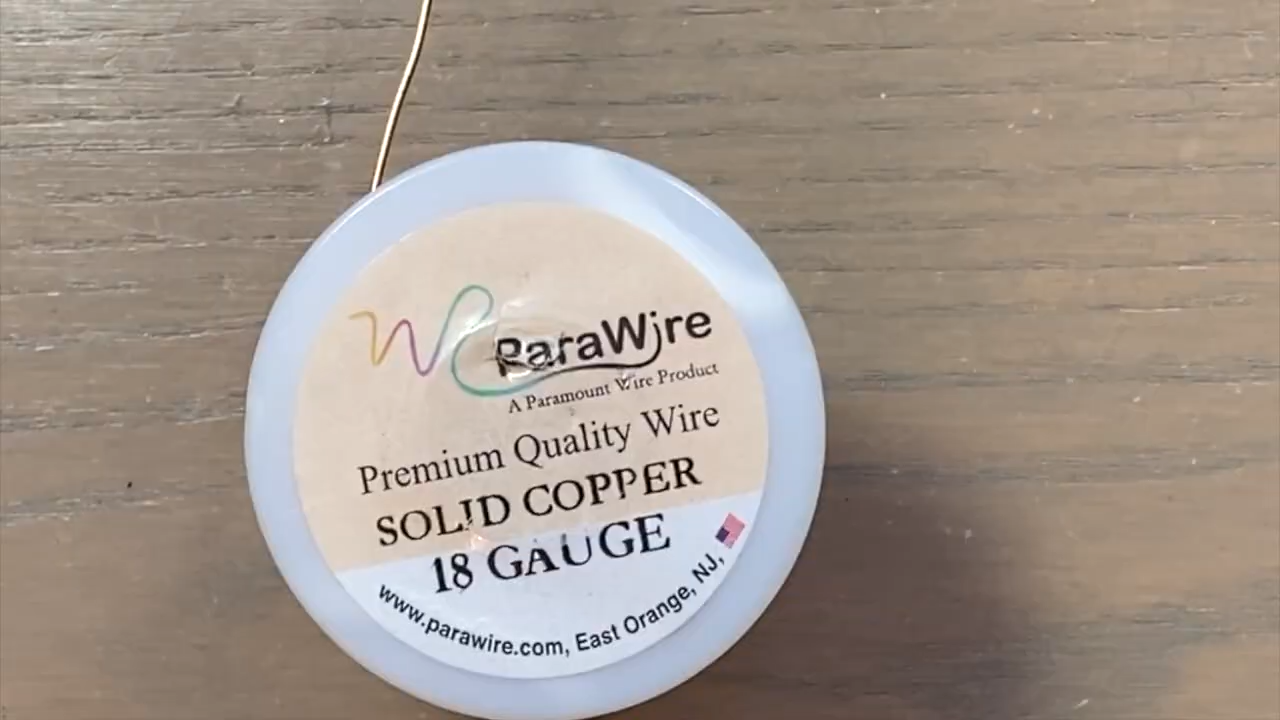 ParaWire
A Paramount Wire Product
Premium Quality Wire
SOLID COPPER
18 GAUGE
www.parawire.com, East Orange, NJ,